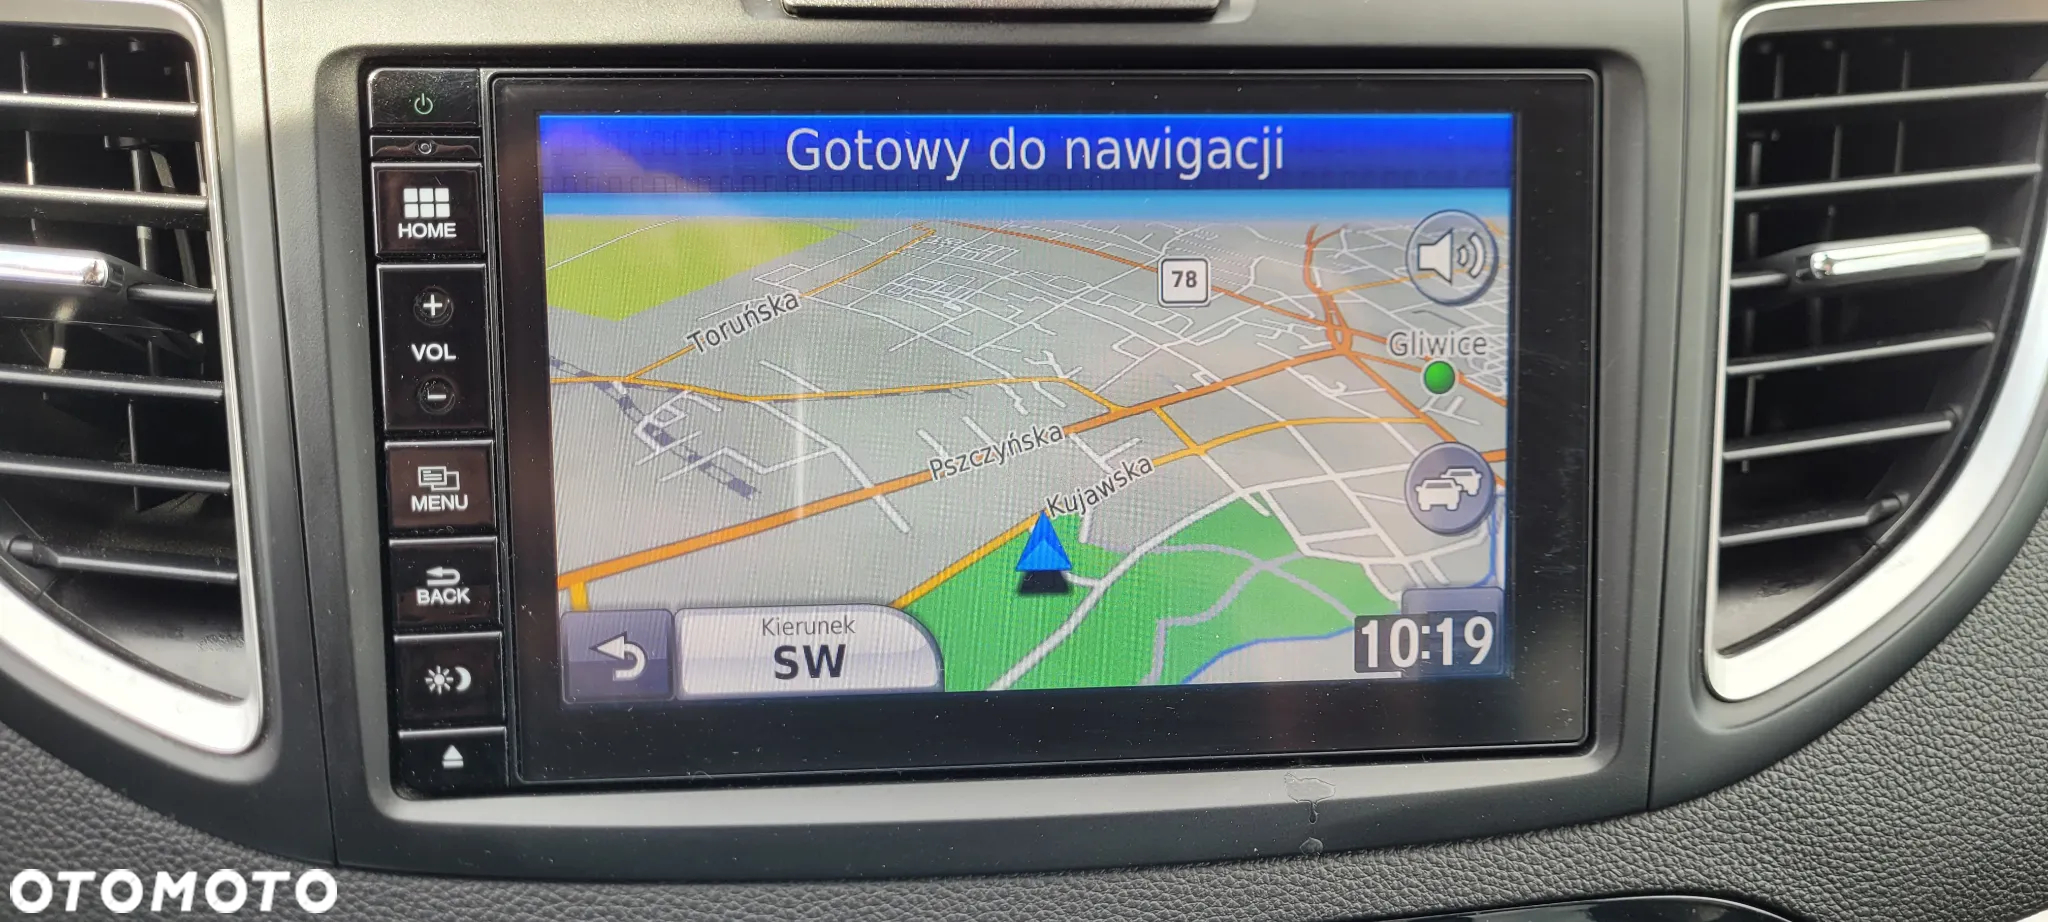 Gotowy do nawigacji
HOME
+
VOL
-
MENU
BACK
78
Toruńska
Gliwice
Pszczyńska
Kujawska
Kierunek
SW
10:19
OTOMOTO